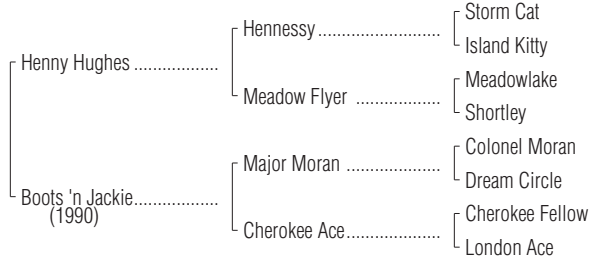 Storm Cat
Hennessy
Island Kitty
Henny Hughes
Meadowlake
Meadow Flyer
Shortley
Colonel Moran
Major Moran
Dream Circle
Boots 'n Jackie
(1990)
Cherokee Fellow
Cherokee Ace
London Ace